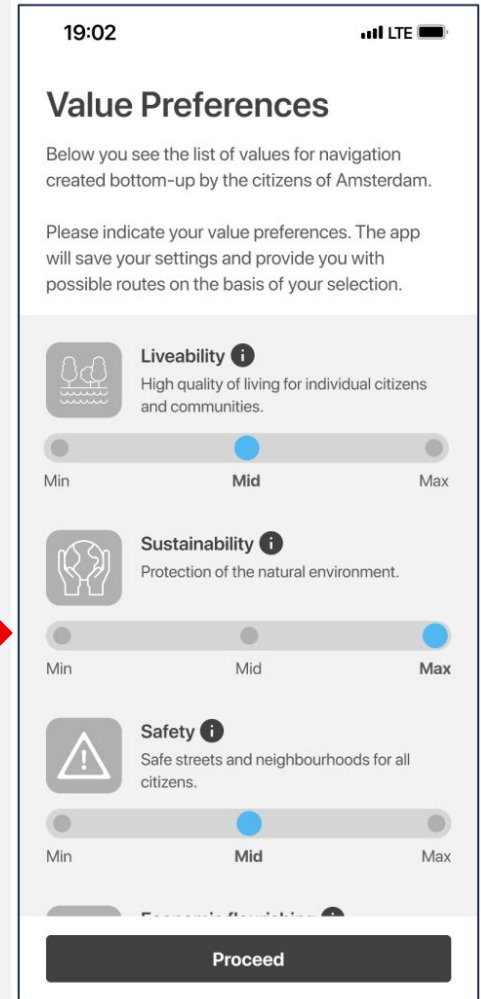 19:02 LTE
Value Preferences
Below you see the list of values for navigation
created bottom-up by the citizens of Amsterdam.
Please indicate your value preferences. The app
will save your settings and provide you with
possible routes on the basis of your selection.
Liveability i
High quality of living for individual citizens
and communities.
Min Mid Max
Sustainability i
Protection of the natural environment.
Min Mid Max
Safety i
Safe streets and neighbourhoods for all
citizens.
Min Mid Max
Economic flourishing i
Proceed